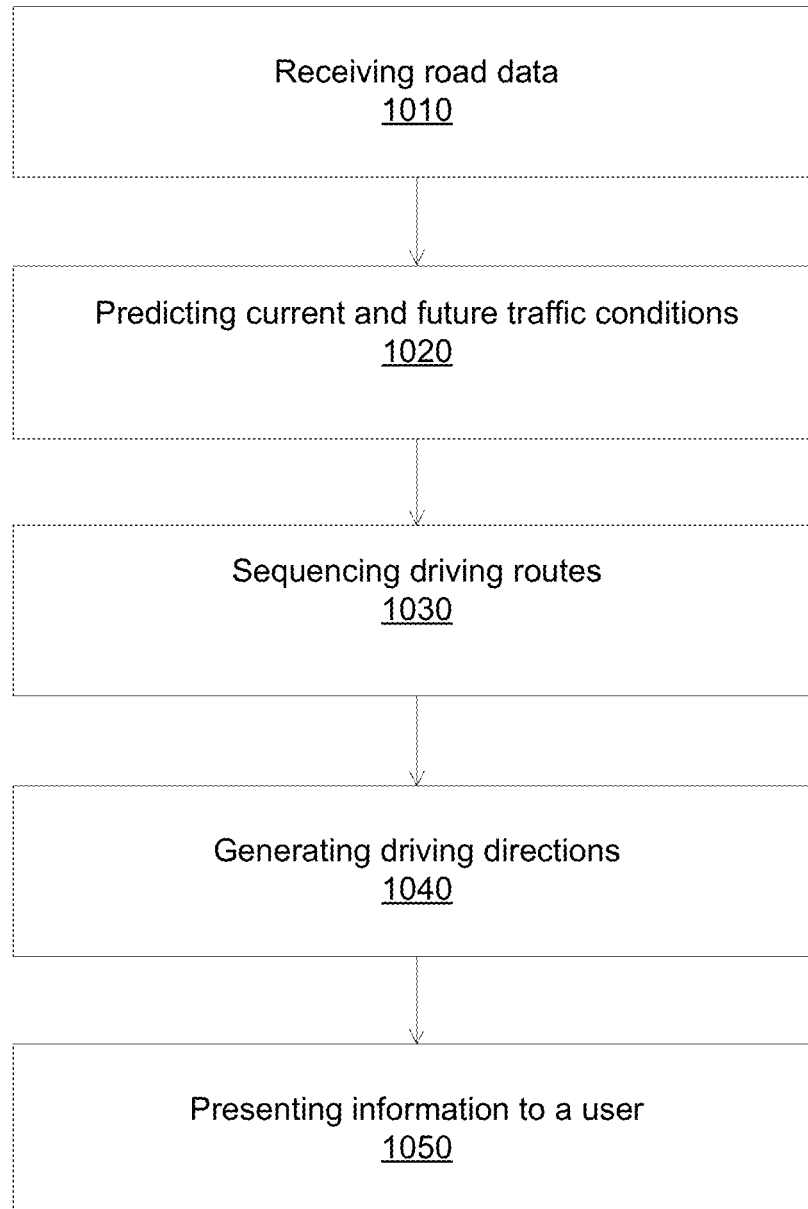 Receiving road data
1010
Predicting current and future traffic conditions
1020
Sequencing driving routes
1030
Generating driving directions
1040
Presenting information to a user
1050